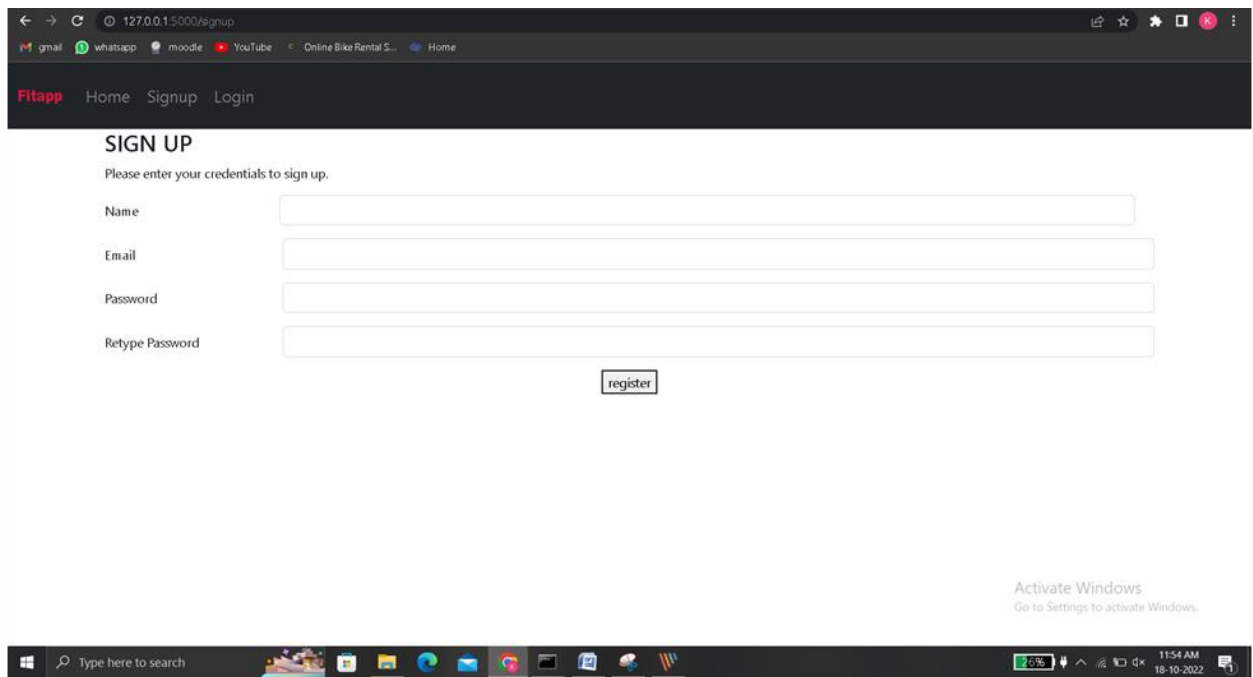 127.0.0.1:5000/signup
gmail whatsapp moodle YouTube Online Bike Rental S... Home
Fitapp Home Signup Login
SIGN UP
Please enter your credentials to sign up.
Name
Email
Password
Retype Password
register
Activate Windows
Go to Settings to activate Windows.
Type here to search
26%
11:54 AM
18-10-2022